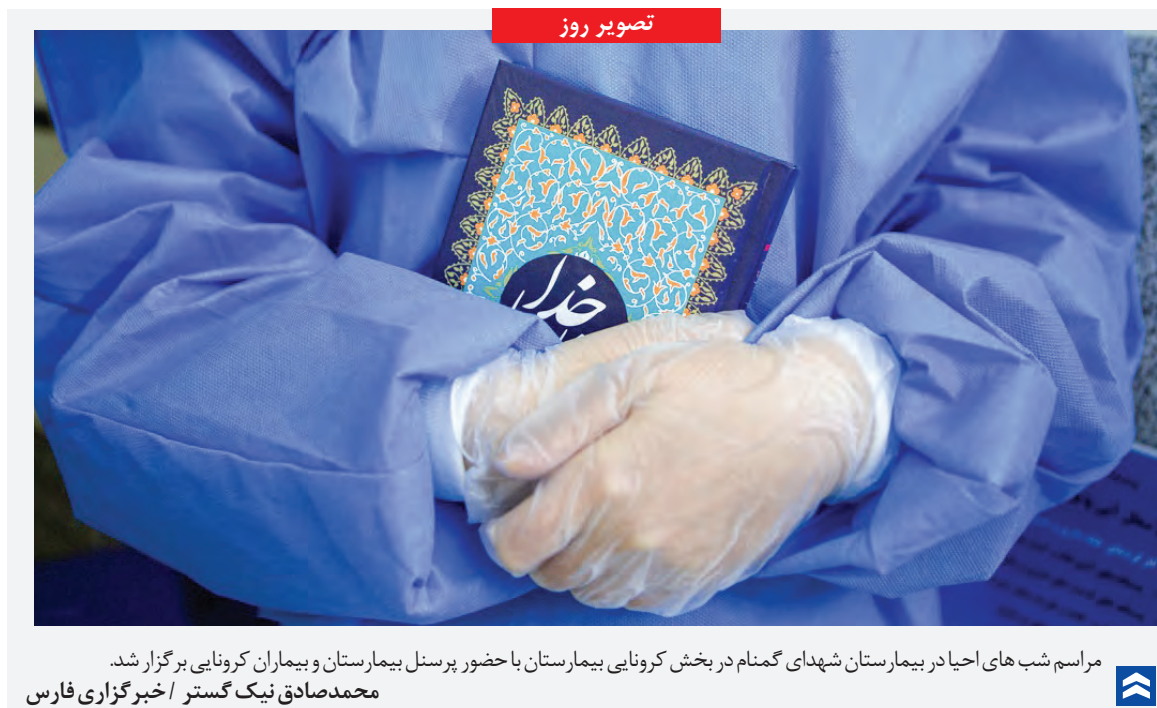 تصویر روز
خدا
مراسم شب های احیا در بیمارستان شهدای گمنام در بخش کرونایی بیمارستان با حضور پرسنل بیمارستان و بیماران کرونایی برگزار شد.
محمدصادق نیک گستر / خبرگزاری فارس